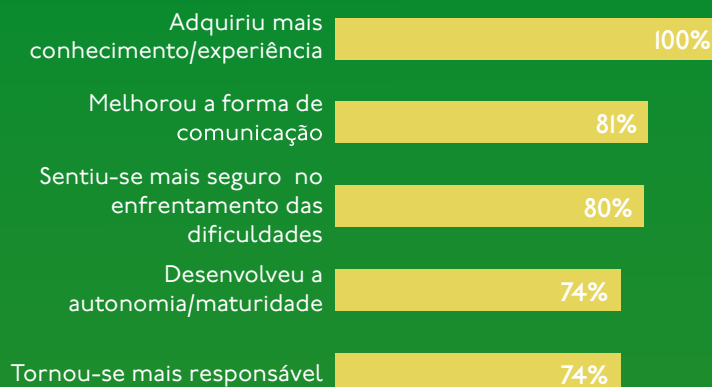 Adquiriu mais
conhecimento/experiência
100%
Melhorou a forma de
comunicação
81%
Sentiu-se mais seguro no
enfrentamento das
dificuldades
80%
Desenvolveu a
autonomia/maturidade
74%
Tornou-se mais responsável
74%